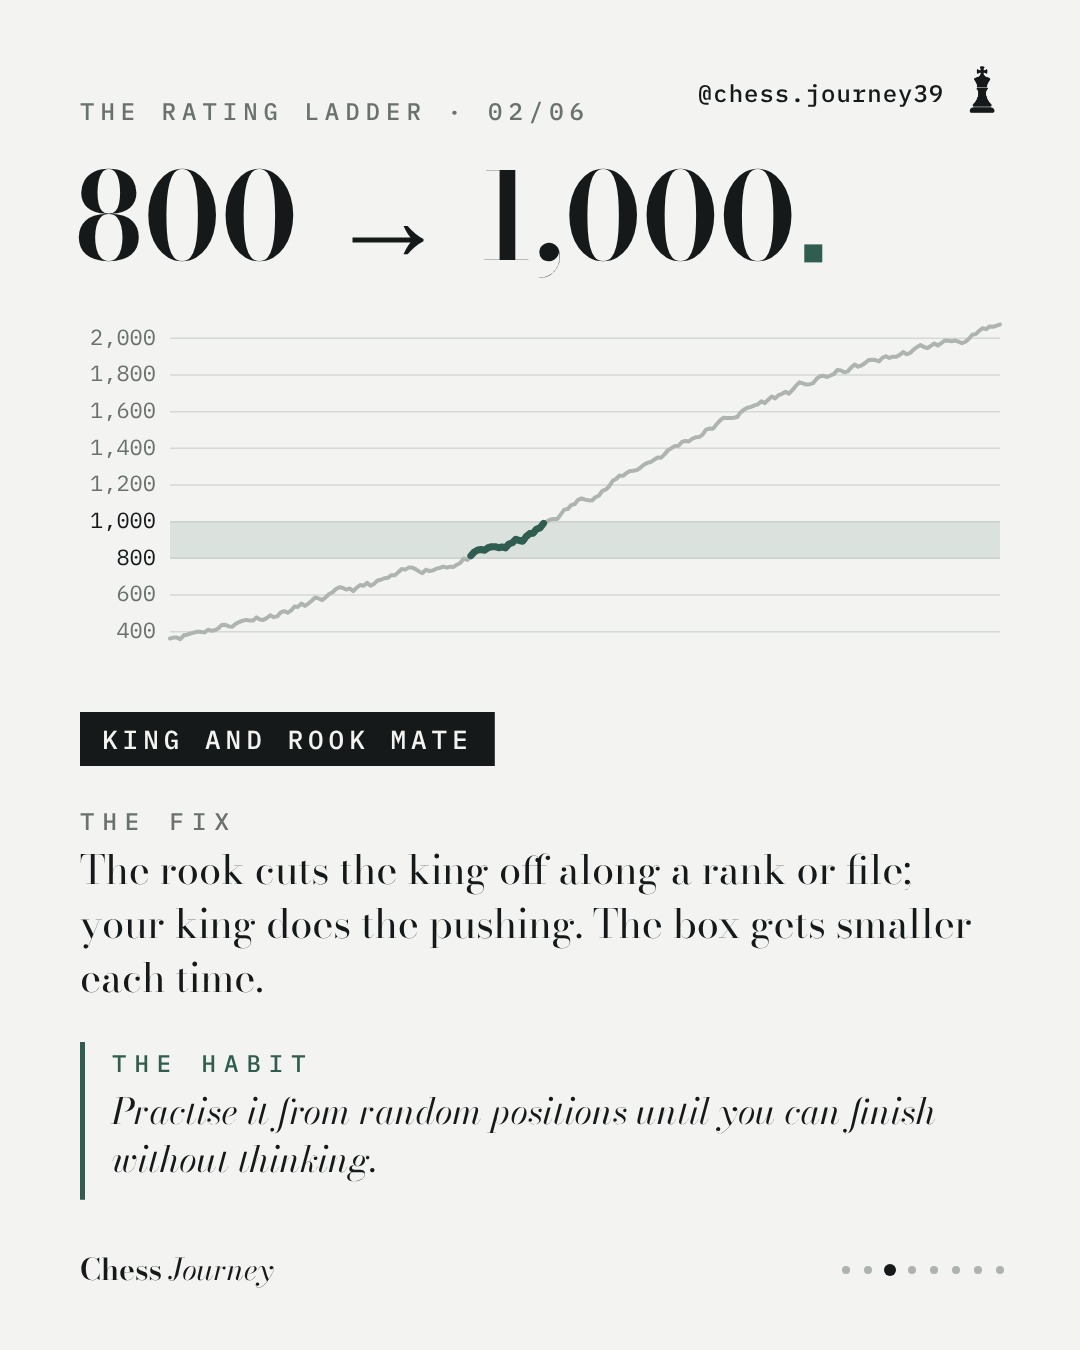 THE RATING LADDER · 02/06
@chess.journey39
800 → 1,000.
2,000
1,800
1,600
1,400
1,200
1,000
800
600
400
KING AND ROOK MATE
THE FIX
The rook cuts the king off along a rank or file;
your king does the pushing. The box gets smaller
each time.
THE HABIT
Practise it from random positions until you can finish
without thinking.
Chess Journey